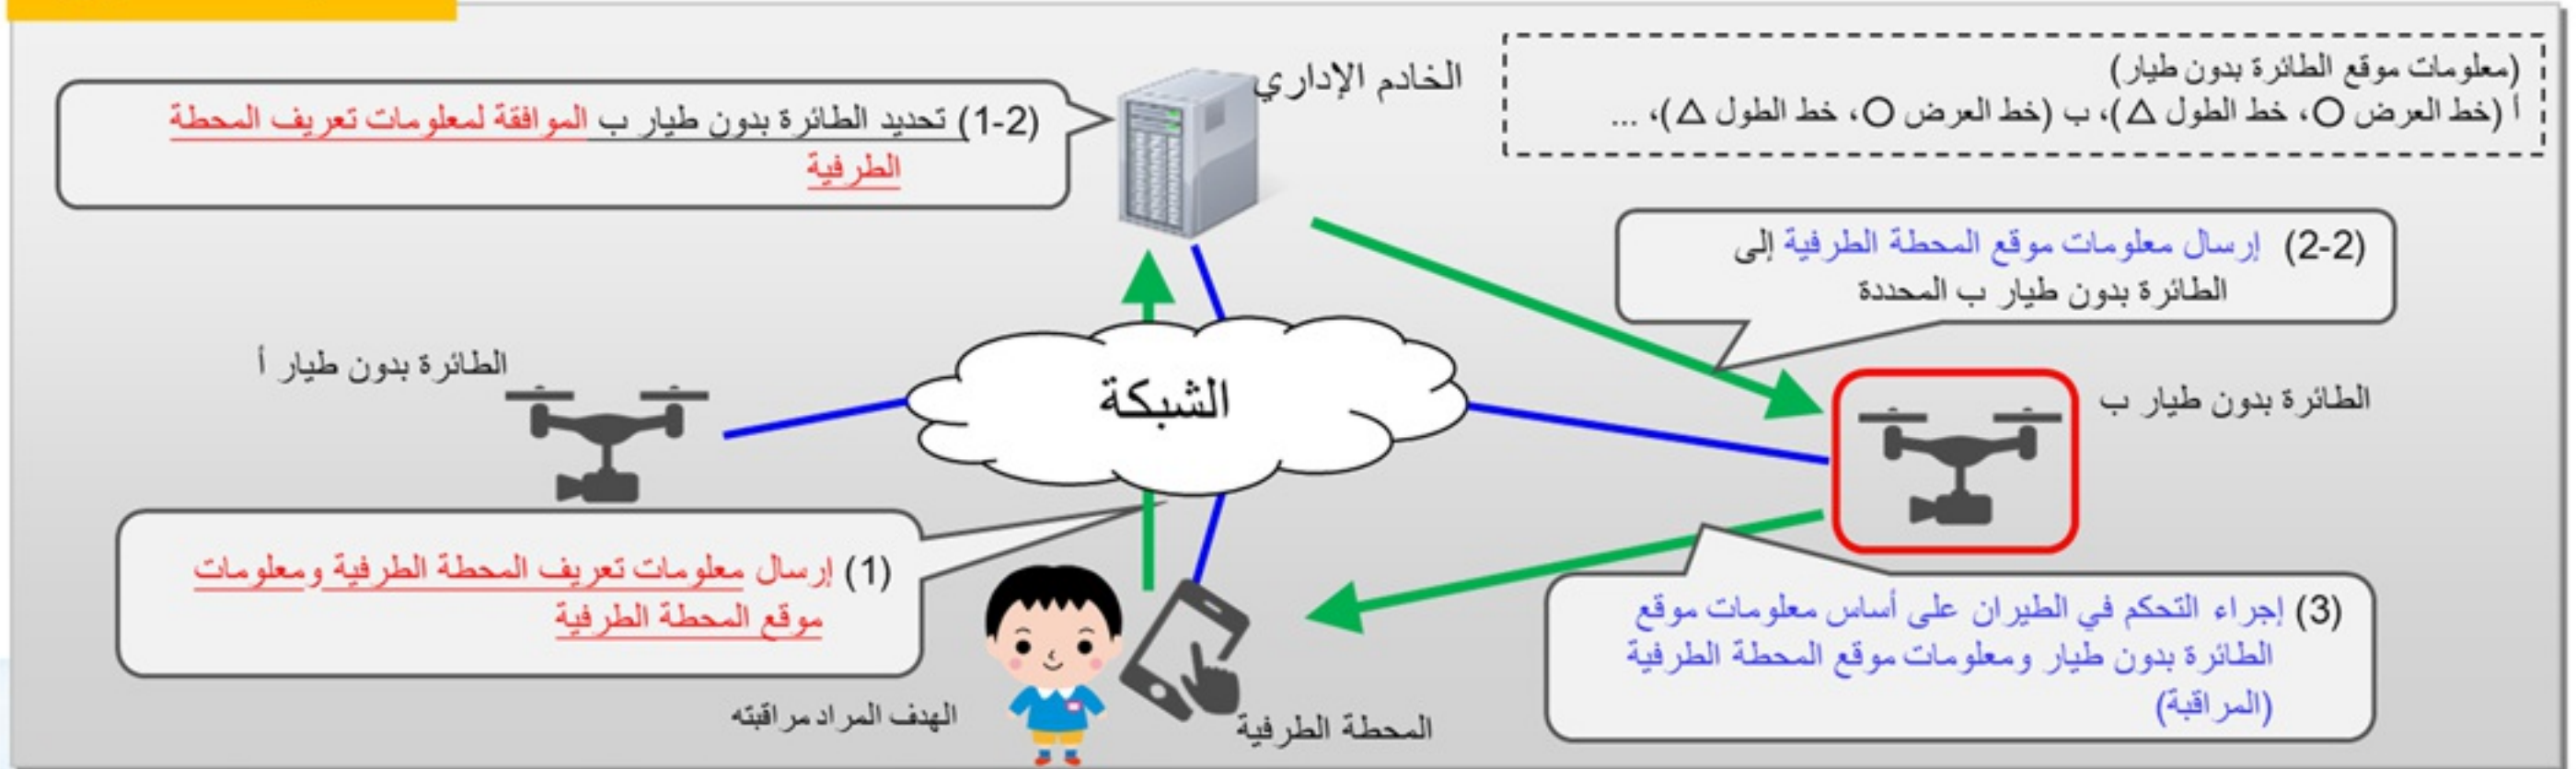 (معلومات موقع الطائرة بدون طيار)
أ (خط العرض ○، خط الطول △)، ب (خط العرض ○، خط الطول △)، ...
الخادم الإداري
(1-2) تحديد الطائرة بدون طيار ب الموافقة لمعلومات تعريف المحطة
الطرفية
(2-2) إرسال معلومات موقع المحطة الطرفية إلى
الطائرة بدون طيار ب المحددة
الطائرة بدون طيار أ
الشبكة
الطائرة بدون طيار ب
(1) إرسال معلومات تعريف المحطة الطرفية ومعلومات
موقع المحطة الطرفية
(3) إجراء التحكم في الطيران على أساس معلومات موقع
الطائرة بدون طيار ومعلومات موقع المحطة الطرفية
(المراقبة)
الهدف المراد مراقبته
المحطة الطرفية